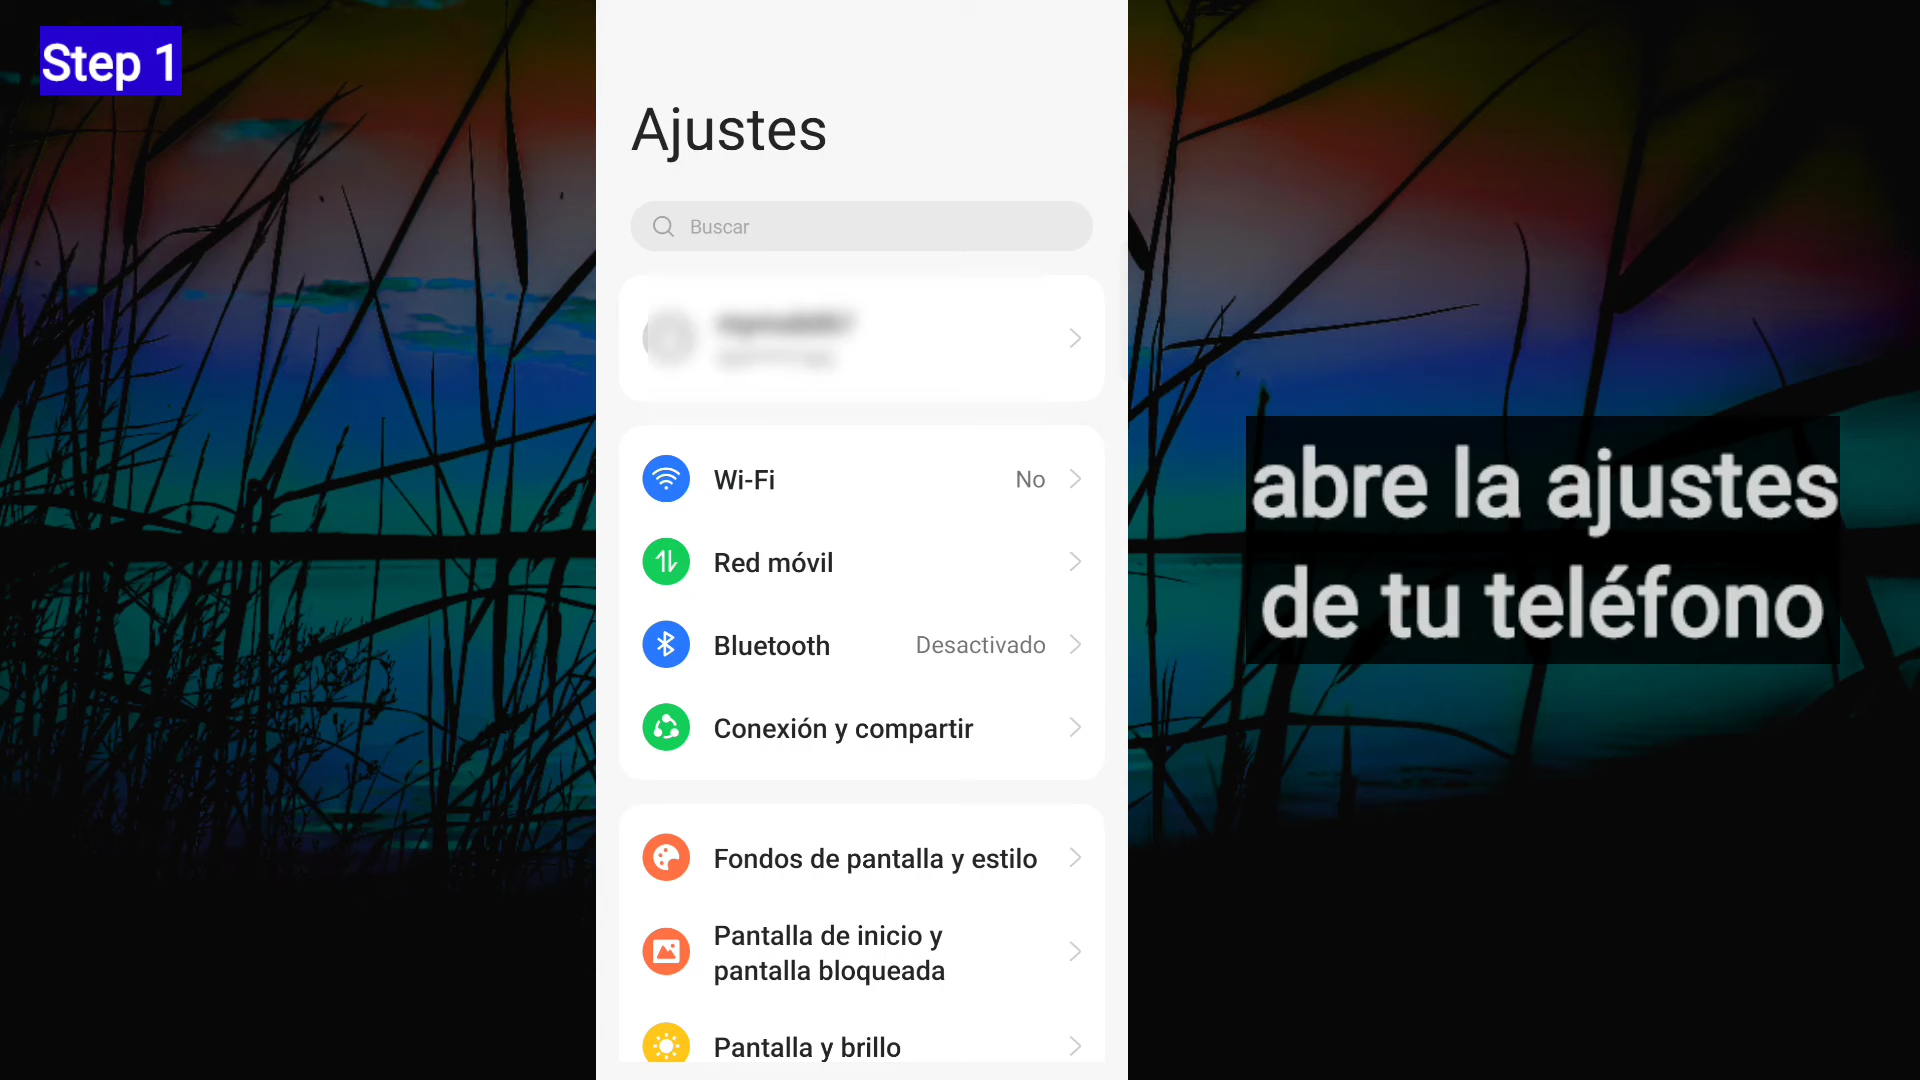 Step 1
Ajustes
Buscar
Wi-Fi No
Red móvil
Bluetooth Desactivado
Conexión y compartir
Fondos de pantalla y estilo
Pantalla de inicio y
pantalla bloqueada
Pantalla y brillo
abre la ajustes
de tu teléfono